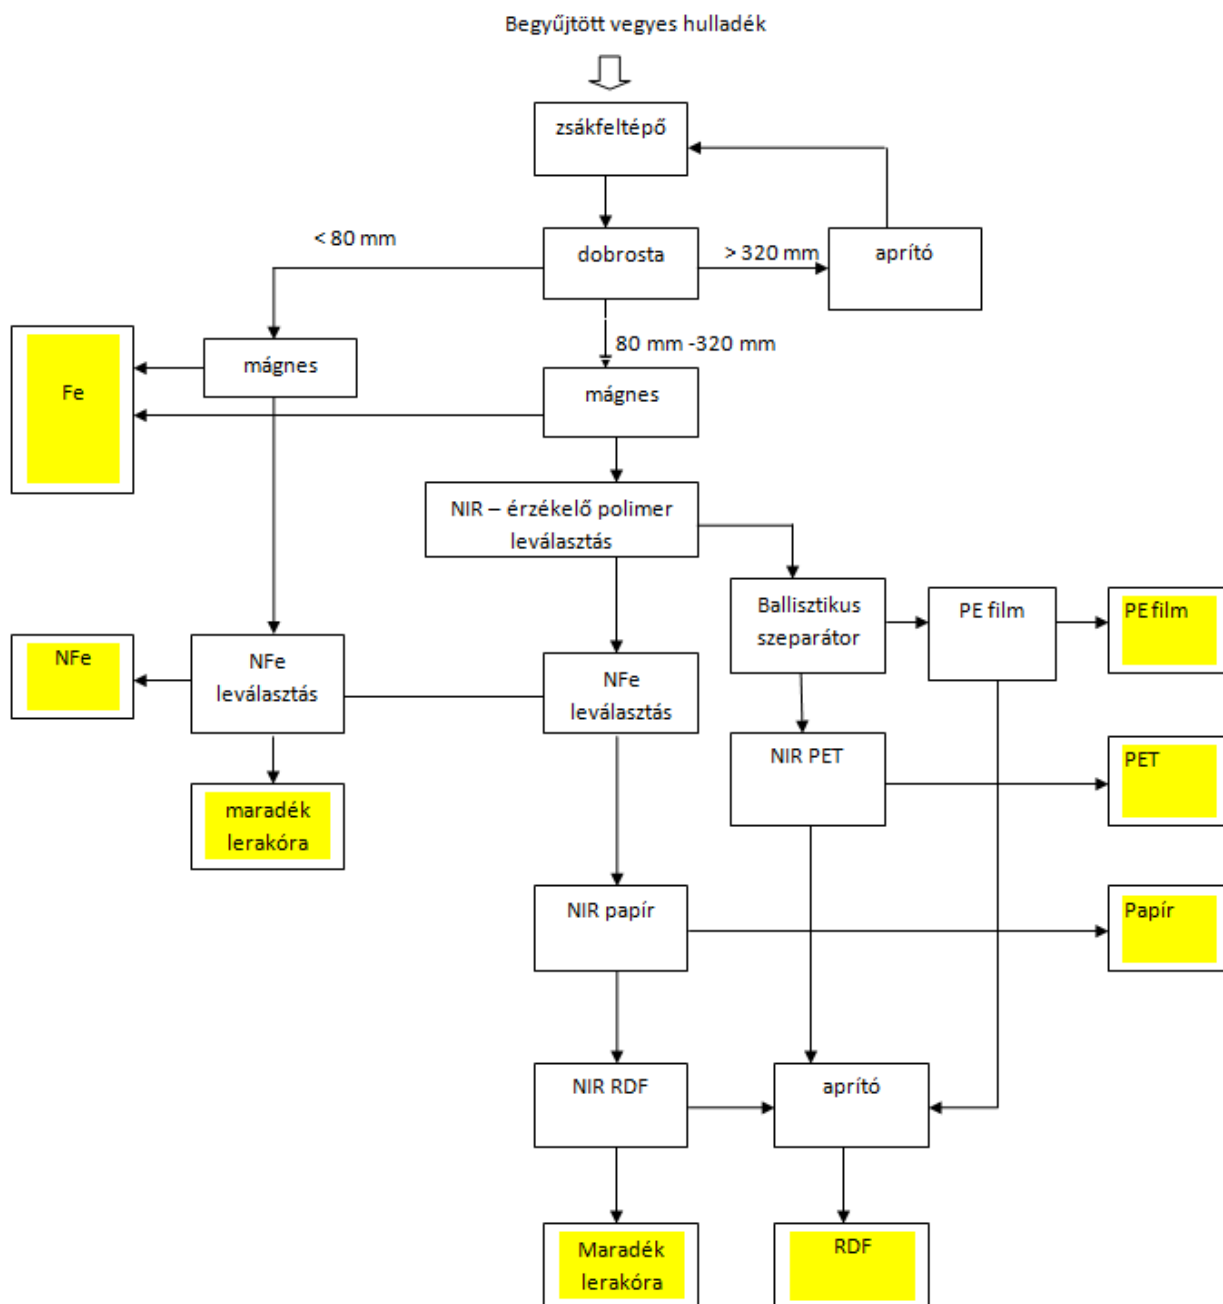 Begyűjtött vegyes hulladék
zsákfeltépő
< 80 mm
dobrosta
> 320 mm
aprító
80 mm -320 mm
mágnes
Fe
mágnes
NIR – érzékelő polimer
leválasztás
Ballisztikus
szeparátor
PE film
PE film
NFe
NFe
leválasztás
NFe
leválasztás
NIR PET
PET
maradék
lerakóra
NIR papír
Papír
NIR RDF
aprító
Maradék
lerakóra
RDF